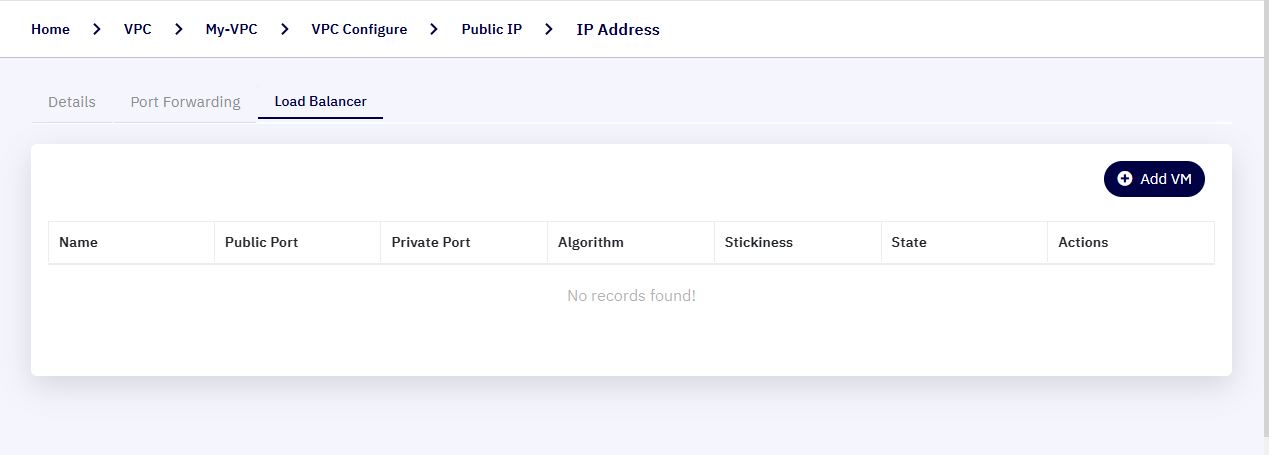 Home > VPC > My-VPC > VPC Configure > Public IP > IP Address
Details Port Forwarding Load Balancer
Add VM
Name Public Port Private Port Algorithm Stickiness State Actions
No records found!